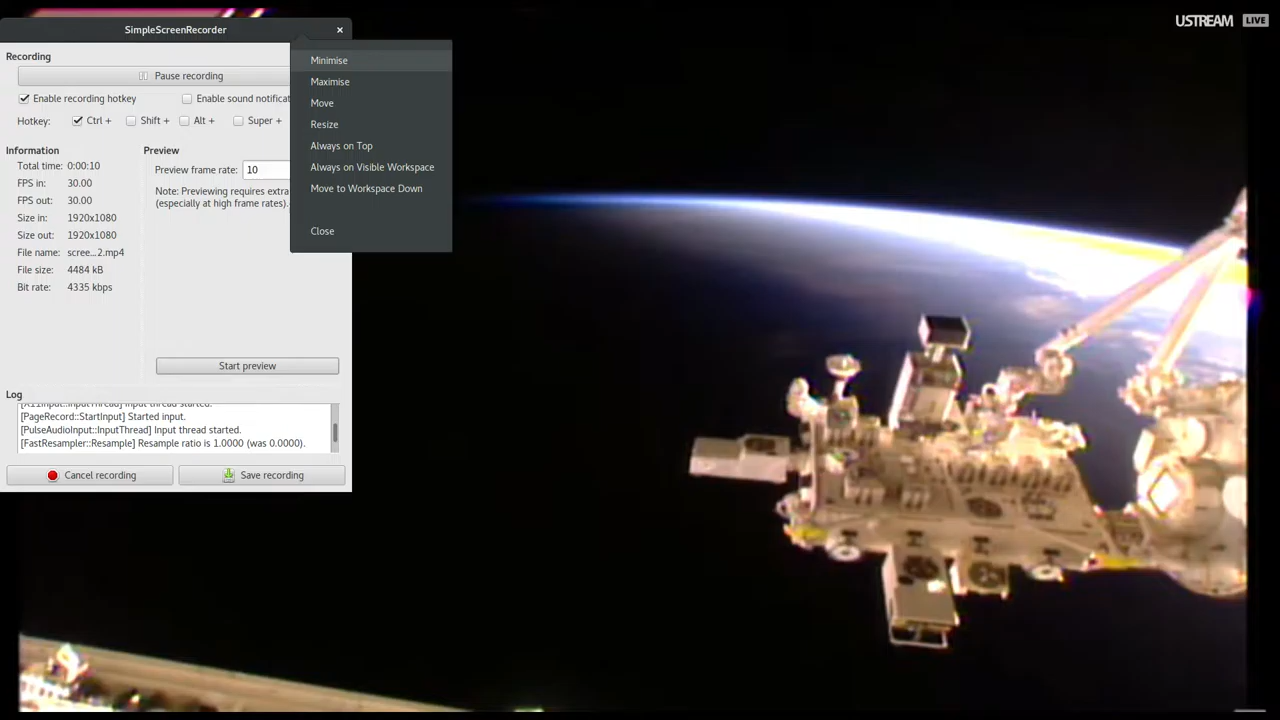 USTREAM LIVE
SimpleScreenRecorder
Recording
Pause recording
Enable recording hotkey
Enable sound notificat
Hotkey: Ctrl + Shift + Alt + Super +
Information
Total time: 0:00:10
FPS in: 30.00
FPS out: 30.00
Size in: 1920x1080
Size out: 1920x1080
File name: scree...2.mp4
File size: 4484 kB
Bit rate: 4335 kbps
Preview
Preview frame rate: 10
Note: Previewing requires extra
(especially at high frame rates).
Start preview
Minimise
Maximise
Move
Resize
Always on Top
Always on Visible Workspace
Move to Workspace Down
Close
Log
[X11Input::InputThread] Input thread started.
[PageRecord::StartInput] Started input.
[PulseAudioInput::InputThread] Input thread started.
[FastResampler::Resample] Resample ratio is 1.0000 (was 0.0000).
Cancel recording
Save recording